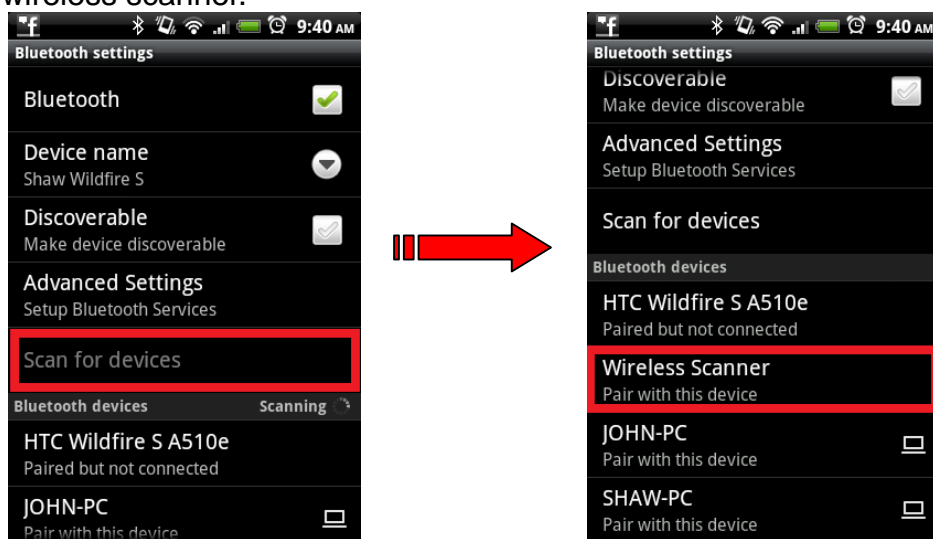 wireless scanner.
9:40 AM
Bluetooth settings
Bluetooth
Device name
Shaw Wildfire S
Discoverable
Make device discoverable
Advanced Settings
Setup Bluetooth Services
Scan for devices
Bluetooth devices Scanning
HTC Wildfire S A510e
Paired but not connected
JOHN-PC
Pair with this device
9:40 AM
Bluetooth settings
Discoverable
Make device discoverable
Advanced Settings
Setup Bluetooth Services
Scan for devices
Bluetooth devices
HTC Wildfire S A510e
Paired but not connected
Wireless Scanner
Pair with this device
JOHN-PC
Pair with this device
SHAW-PC
Pair with this device